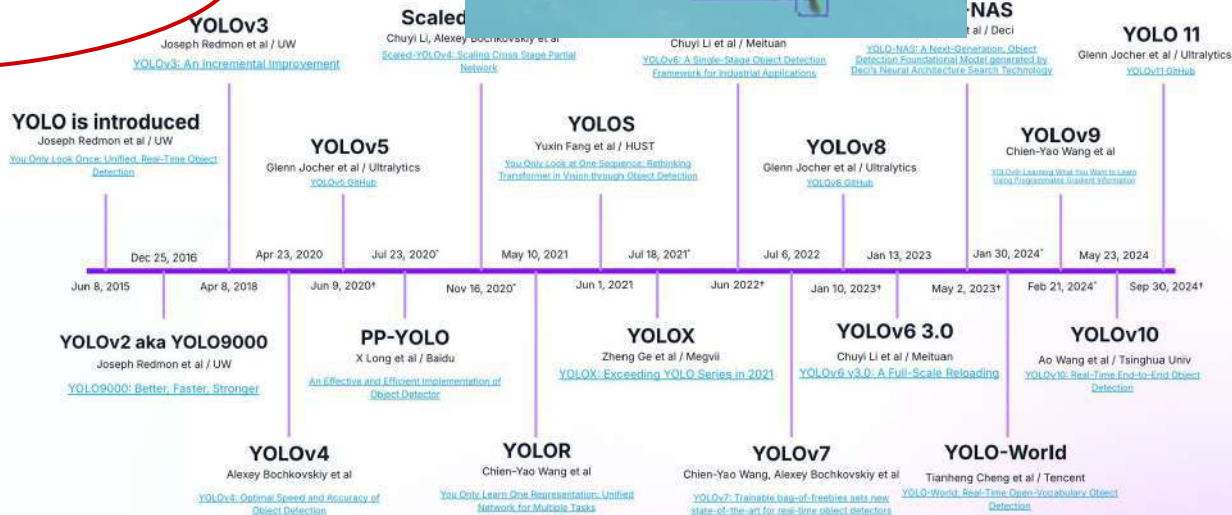 YOLOv3
Joseph Redmon et al / UW
YOLOv3: An Incremental Improvement
Scaled
Chuyi Li, Alexey Bochkovskiy et al
Scaled-YOLOv4: Scaling Cross Stage Partial
Network
Chuyi Li et al / Meituan
YOLOv6: A Single-Stage Object Detection
Framework for Industrial Applications
-NAS
et al / Deci
YOLO-NAS: A Next-Generation, Object
Detection Foundational Model generated by
Deci's Neural Architecture Search Technology
YOLO 11
Glenn Jocher et al / Ultralytics
YOLOv11 GitHub
YOLO is introduced
Joseph Redmon et al / UW
You Only Look Once: Unified, Real-Time Object
Detection
YOLOv5
Glenn Jocher et al / Ultralytics
YOLOv5 GitHub
YOLOS
Yuxin Fang et al / HUST
You Only Look at One Sequence: Rethinking
Transformer in Vision through Object Detection
YOLOv8
Glenn Jocher et al / Ultralytics
YOLOv8 GitHub
YOLOv9
Chien-Yao Wang et al
YOLOv9: Learning What You Want to Learn
Using Programmable Gradient Information
Dec 25, 2016
Apr 23, 2020
Jul 23, 2020*
May 10, 2021
Jul 18, 2021*
Jul 6, 2022
Jan 13, 2023
Jan 30, 2024*
May 23, 2024
Jun 8, 2015
Apr 8, 2018
Jun 9, 2020†
Nov 16, 2020*
Jun 1, 2021
Jun 2022†
Jan 10, 2023†
May 2, 2023†
Feb 21, 2024*
Sep 30, 2024†
YOLOv2 aka YOLO9000
Joseph Redmon et al / UW
YOLO9000: Better, Faster, Stronger
PP-YOLO
X Long et al / Baidu
An Effective and Efficient Implementation of
Object Detector
YOLOX
Zheng Ge et al / Megvii
YOLOX: Exceeding YOLO Series in 2021
YOLOv6 3.0
Chuyi Li et al / Meituan
YOLOv6 v3.0: A Full-Scale Reloading
YOLOv10
Ao Wang et al / Tsinghua Univ
YOLOv10: Real-Time End-to-End Object
Detection
YOLOv4
Alexey Bochkovskiy et al
YOLOv4: Optimal Speed and Accuracy of
Object Detection
YOLOR
Chien-Yao Wang et al
You Only Learn One Representation: Unified
Network for Multiple Tasks
YOLOv7
Chien-Yao Wang, Alexey Bochkovskiy et al
YOLOv7: Trainable bag-of-freebies sets new
state-of-the-art for real-time object detectors
YOLO-World
Tianheng Cheng et al / Tencent
YOLO-World: Real-Time Open-Vocabulary Object
Detection